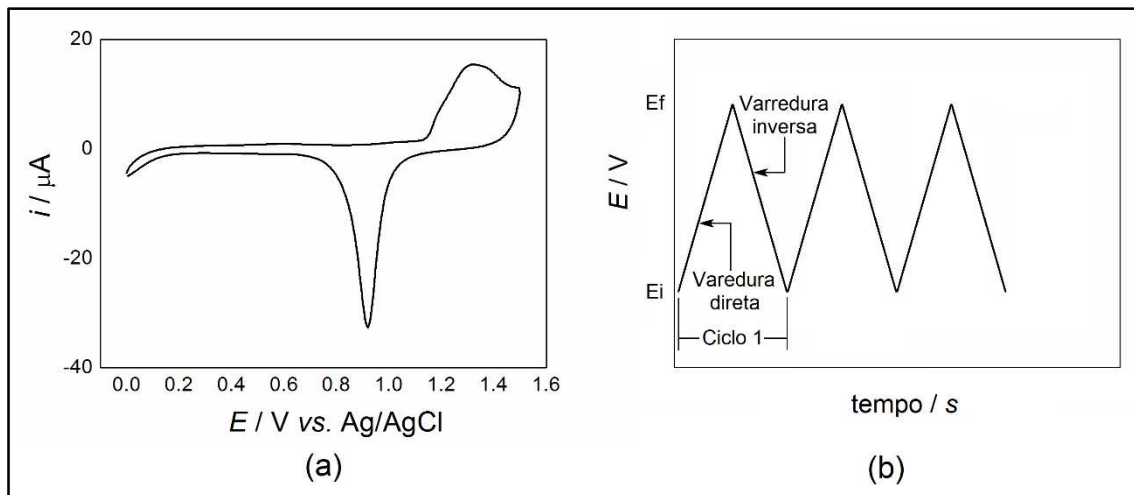 20
0
-20
-40
i / μA
0.0 0.2 0.4 0.6 0.8 1.0 1.2 1.4 1.6
E / V vs. Ag/AgCl
(a)
Ef
Ei
E / V
Varredura
inversa
Varedura
direta
Ciclo 1
tempo / s
(b)